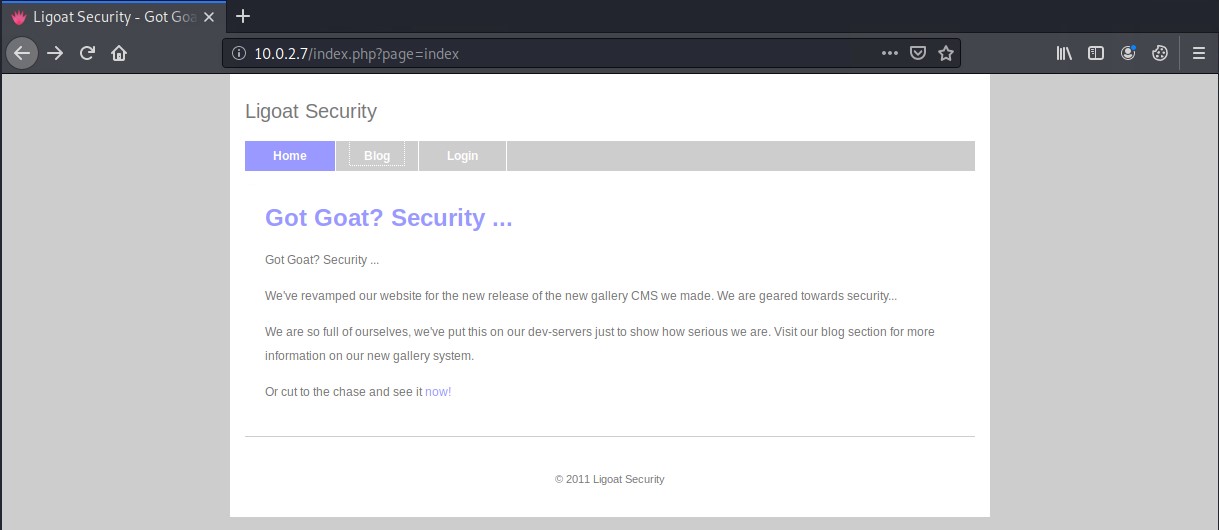 Ligoat Security - Got Goa
10.0.2.7/index.php?page=index
Ligoat Security
Home Blog Login
Got Goat? Security ...
Got Goat? Security ...
We've revamped our website for the new release of the new gallery CMS we made. We are geared towards security...
We are so full of ourselves, we've put this on our dev-servers just to show how serious we are. Visit our blog section for more
information on our new gallery system.
Or cut to the chase and see it now!
© 2011 Ligoat Security